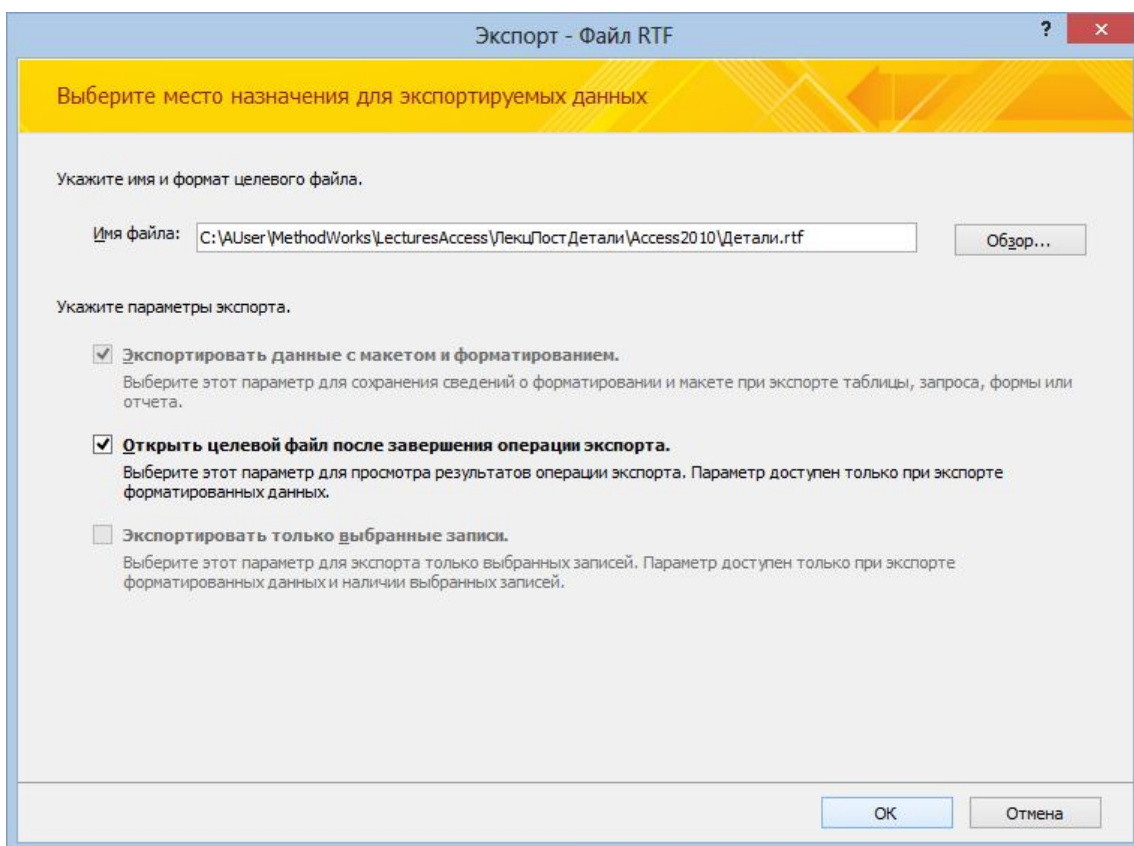 Экспорт - Файл RTF
Выберите место назначения для экспортируемых данных
Укажите имя и формат целевого файла.
Имя файла: C:\AUser\MethodWorks\LecturesAccess\ЛекцПостДетали\Access2010\Детали.rtf Обзор...
Укажите параметры экспорта.
Экспортировать данные с макетом и форматированием.
Выберите этот параметр для сохранения сведений о форматировании и макете при экспорте таблицы, запроса, формы или
отчета.
Открыть целевой файл после завершения операции экспорта.
Выберите этот параметр для просмотра результатов операции экспорта. Параметр доступен только при экспорте
форматированных данных.
Экспортировать только выбранные записи.
Выберите этот параметр для экспорта только выбранных записей. Параметр доступен только при экспорте
форматированных данных и наличии выбранных записей.
ОК Отмена